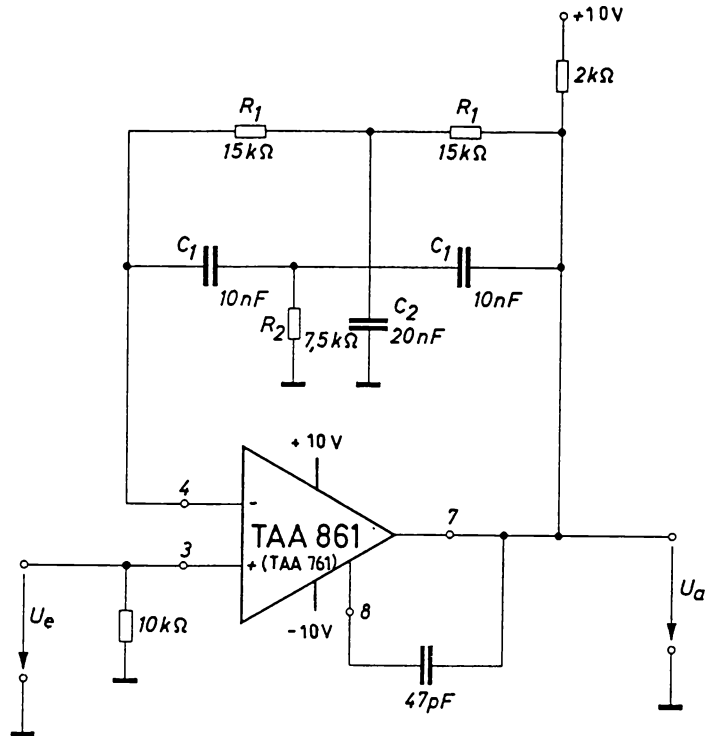 +10V
2kΩ
R1
15kΩ
R1
15kΩ
C1
10nF
C1
10nF
R2
7,5kΩ
C2
20nF
+10V
4
-
TAA 861
(TAA 761)
3
+
7
8
-10V
Ue
10kΩ
47pF
Ua